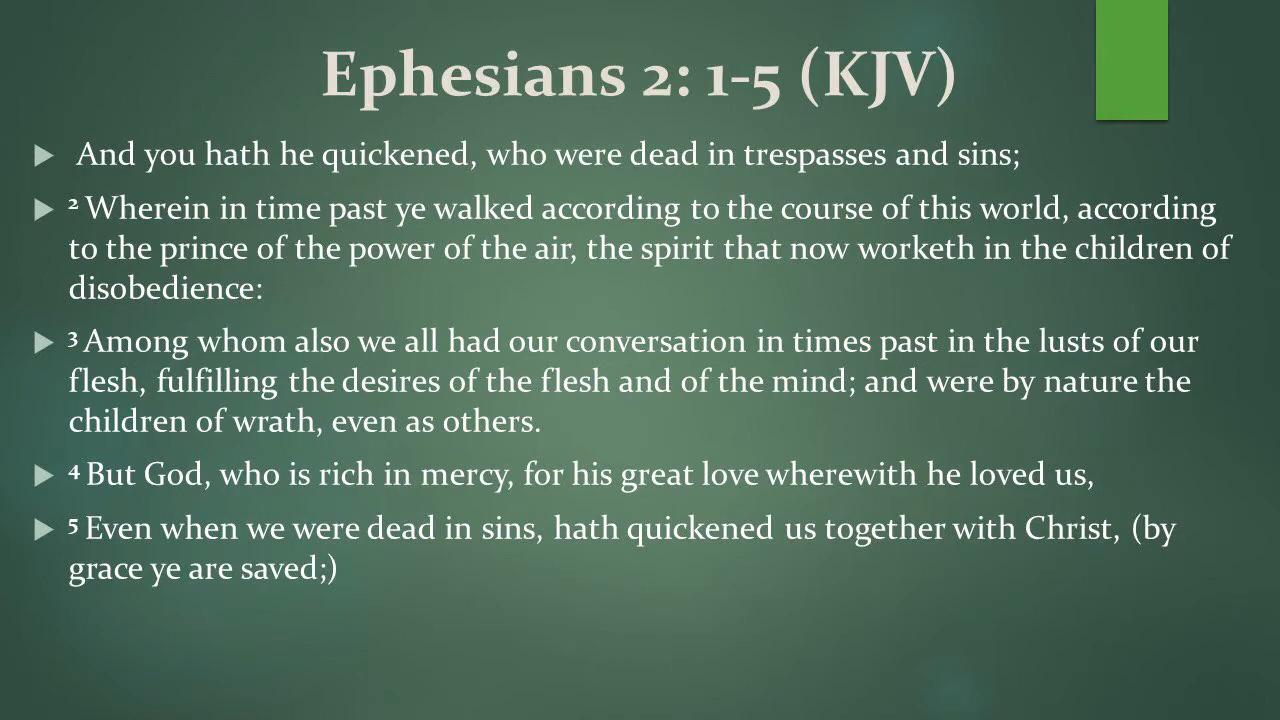 Ephesians 2: 1-5 (KJV)
And you hath he quickened, who were dead in trespasses and sins;
2 Wherein in time past ye walked according to the course of this world, according
to the prince of the power of the air, the spirit that now worketh in the children of
disobedience:
3 Among whom also we all had our conversation in times past in the lusts of our
flesh, fulfilling the desires of the flesh and of the mind; and were by nature the
children of wrath, even as others.
4 But God, who is rich in mercy, for his great love wherewith he loved us,
5 Even when we were dead in sins, hath quickened us together with Christ, (by
grace ye are saved;)